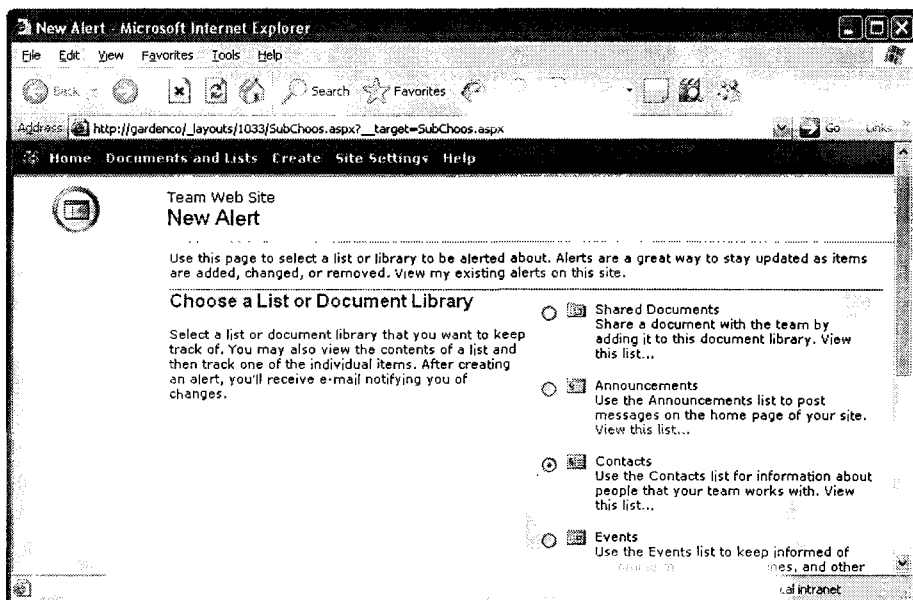 New Alert - Microsoft Internet Explorer
File Edit View Favorites Tools Help
Back Search Favorites
Address http://gardenco/_layouts/1033/SubChoos.aspx?__target=SubChoos.aspx Go Links
Home Documents and Lists Create Site Settings Help
Team Web Site
New Alert
Use this page to select a list or library to be alerted about. Alerts are a great way to stay updated as items
are added, changed, or removed. View my existing alerts on this site.
Choose a List or Document Library
Select a list or document library that you want to keep
track of. You may also view the contents of a list and
then track one of the individual items. After creating
an alert, you'll receive e-mail notifying you of
changes.
Shared Documents
Share a document with the team by
adding it to this document library. View
this list...
Announcements
Use the Announcements list to post
messages on the home page of your site.
View this list...
Contacts
Use the Contacts list for information about
people that your team works with. View
this list...
Events
Use the Events list to keep informed of
and other
intranet